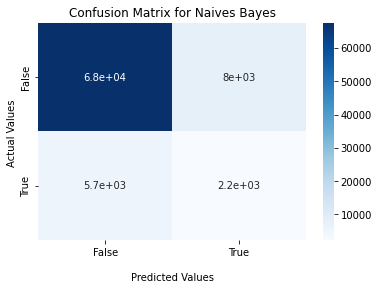 Confusion Matrix for Naives Bayes
Actual Values
False
True
6.8e+04
8e+03
5.7e+03
2.2e+03
False
True
Predicted Values
60000
50000
40000
30000
20000
10000